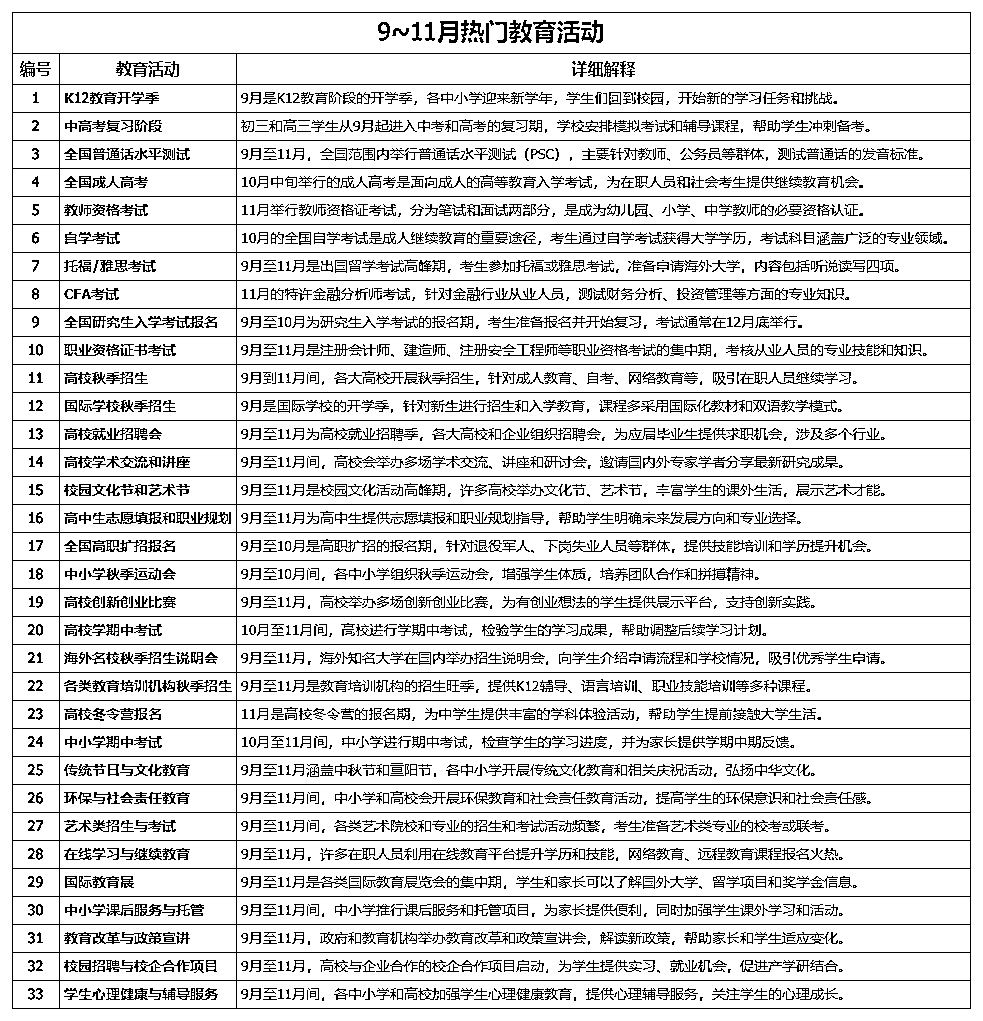 9~11月热门教育活动
编号 教育活动 详细解释
1 K12教育开学季 9月是K12教育阶段的开学季，各中小学迎来新学年，学生们回到校园，开始新的学习任务和挑战。
2 中高考复习阶段 初三和高三学生从9月起进入中考和高考的复习期，学校安排模拟考试和辅导课程，帮助学生冲刺备考。
3 全国普通话水平测试 9月至11月，全国范围内举行普通话水平测试（PSC），主要针对教师、公务员等群体，测试普通话的发音标准。
4 全国成人高考 10月中旬举行的成人高考是面向成人的高等教育入学考试，为在职人员和社会考生提供继续教育机会。
5 教师资格考试 11月举行教师资格证考试，分为笔试和面试两部分，是成为幼儿园、小学、中学教师的必要资格认证。
6 自学考试 10月的全国自学考试是成人继续教育的重要途径，考生通过自学考试获得大学学历，考试科目涵盖广泛的专业领域。
7 托福/雅思考试 9月至11月是出国留学考试高峰期，考生参加托福或雅思考试，准备申请海外大学，内容包括听说读写四项。
8 CFA考试 11月的特许金融分析师考试，针对金融行业从业人员，测试财务分析、投资管理等方面的专业知识。
9 全国研究生入学考试报名 9月至10月为研究生入学考试的报名期，考生准备报名并开始复习，考试通常在12月底举行。
10 职业资格证书考试 9月至11月是注册会计师、建造师、注册安全工程师等职业资格考试的集中期，考核从业人员的专业技能和知识。
11 高校秋季招生 9月到11月间，各大高校开展秋季招生，针对成人教育、自考、网络教育等，吸引在职人员继续学习。
12 国际学校秋季招生 9月是国际学校的开学季，针对新生进行招生和入学教育，课程多采用国际化教材和双语教学模式。
13 高校就业招聘会 9月至11月为高校就业招聘季，各大高校和企业组织招聘会，为应届毕业生提供求职机会，涉及多个行业。
14 高校学术交流和讲座 9月至11月间，高校会举办多场学术交流、讲座和研讨会，邀请国内外专家学者分享最新研究成果。
15 校园文化节和艺术节 9月至11月是校园文化活动高峰期，许多高校举办文化节、艺术节，丰富学生的课外生活，展示艺术才能。
16 高中生志愿填报和职业规划 9月至11月为高中生提供志愿填报和职业规划指导，帮助学生明确未来发展方向和专业选择。
17 全国高职扩招报名 9月至10月是高职扩招的报名期，针对退役军人、下岗失业人员等群体，提供技能培训和学历提升机会。
18 中小学秋季运动会 9月至10月间，各中小学组织秋季运动会，增强学生体质，培养团队合作和拼搏精神。
19 高校创新创业比赛 9月至11月，高校举办多场创新创业比赛，为有创业想法的学生提供展示平台，支持创新实践。
20 高校学期中考试 10月至11月间，高校进行学期中考试，检验学生的学习成果，帮助调整后续学习计划。
21 海外名校秋季招生说明会 9月至11月，海外知名大学在国内举办招生说明会，向学生介绍申请流程和学校情况，吸引优秀学生申请。
22 各类教育培训机构秋季招生 9月至11月是教育培训机构的招生旺季，提供K12辅导、语言培训、职业技能培训等多种课程。
23 高校冬令营报名 11月是高校冬令营的报名期，为中学生提供丰富的学科体验活动，帮助学生提前接触大学生活。
24 中小学期中考试 10月至11月间，中小学进行期中考试，检查学生的学习进度，并为家长提供学期中期反馈。
25 传统节日与文化教育 9月至11月涵盖中秋节和重阳节，各中小学开展传统文化教育和相关庆祝活动，弘扬中华文化。
26 环保与社会责任教育 9月至11月间，中小学和高校会开展环保教育和社会责任教育活动，提高学生的环保意识和社会责任感。
27 艺术类招生与考试 9月至11月间，各类艺术院校和专业的招生和考试活动频繁，考生准备艺术类专业的校考或联考。
28 在线学习与继续教育 9月至11月，许多在职人员利用在线教育平台提升学历和技能，网络教育、远程教育课程报名火热。
29 国际教育展 9月至11月是各类国际教育展览会的集中期，学生和家长可以了解国外大学、留学项目和奖学金信息。
30 中小学课后服务与托管 9月至11月间，中小学推行课后服务和托管项目，为家长提供便利，同时加强学生课外学习和活动。
31 教育改革与政策宣讲 9月至11月，政府和教育机构举办教育改革和政策宣讲会，解读新政策，帮助家长和学生适应变化。
32 校园招聘与校企合作项目 9月至11月，高校与企业合作的校企合作项目启动，为学生提供实习、就业机会，促进产学研结合。
33 学生心理健康与辅导服务 9月至11月间，各中小学和高校加强学生心理健康教育，提供心理辅导服务，关注学生的心理成长。